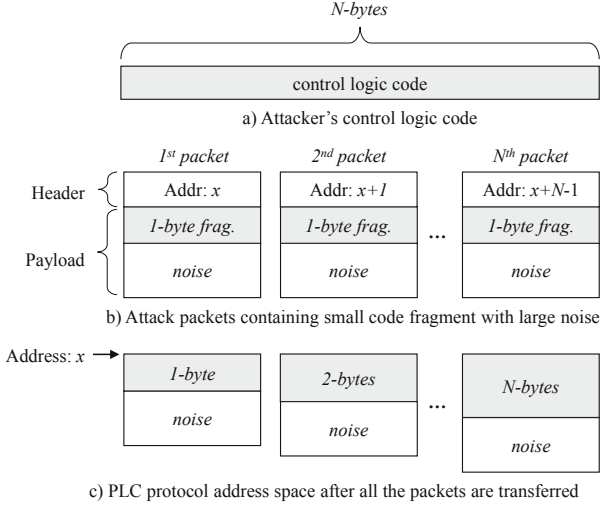 N-bytes
control logic code
a) Attacker's control logic code
1st packet 2nd packet Nth packet
Header Addr: x Addr: x+1 Addr: x+N-1
1-byte frag. 1-byte frag. ... 1-byte frag.
Payload noise noise noise
b) Attack packets containing small code fragment with large noise
Address: x
1-byte 2-bytes ... N-bytes
noise noise noise
c) PLC protocol address space after all the packets are transferred